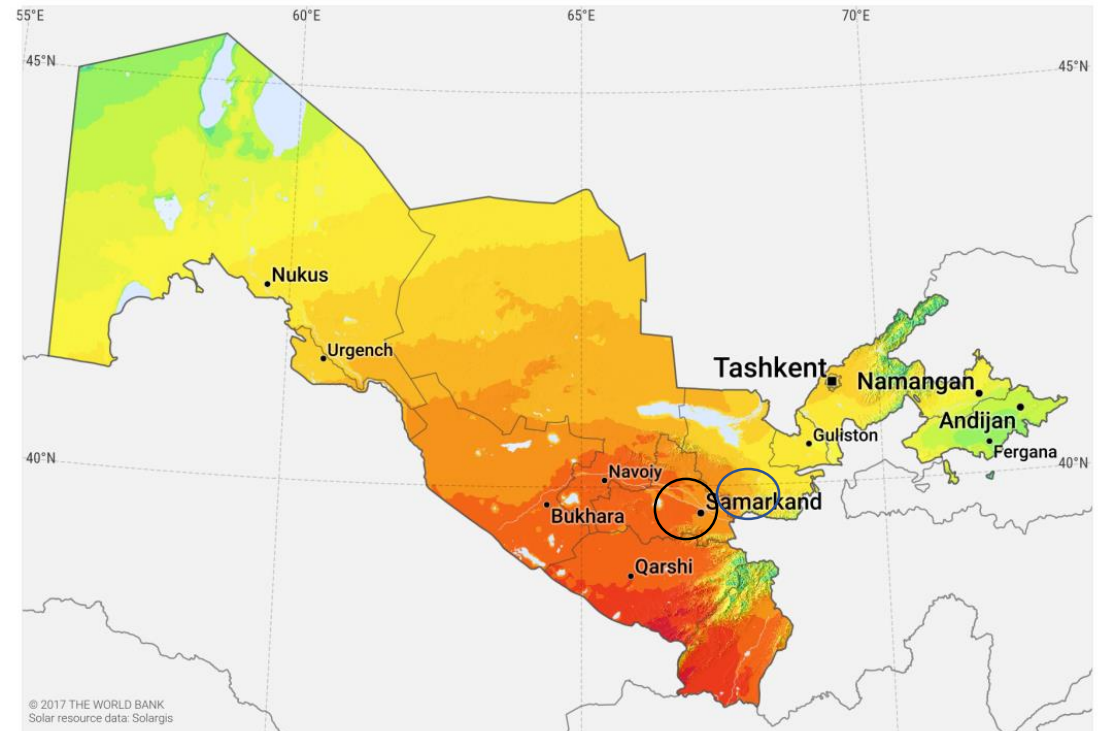 55°E
60°E
65°E
70°E
45°N
45°N
Nukus
Urgench
Tashkent
Namangan
Andijan
Guliston
Fergana
40°N
40°N
Navoiy
Samarkand
Bukhara
Qarshi
© 2017 THE WORLD BANK
Solar resource data: Solargis